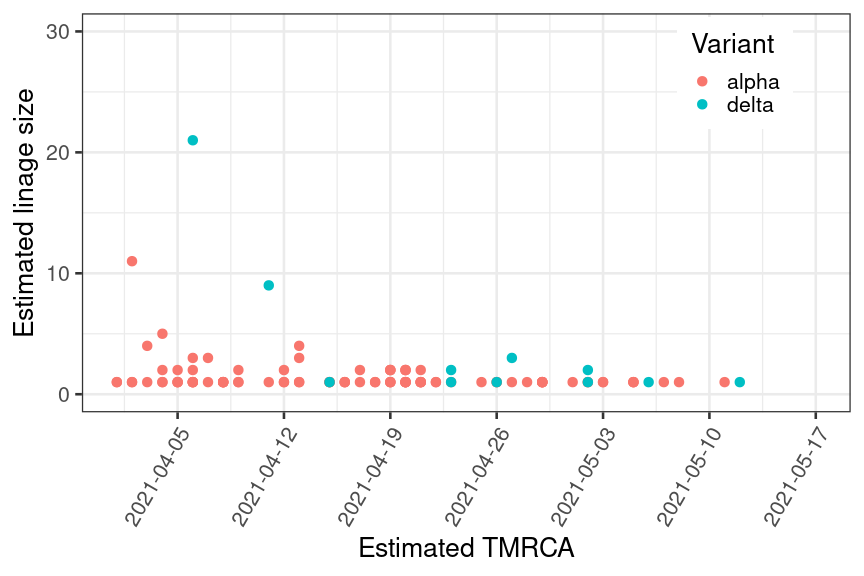 Estimated linage size
30
20
10
0
Variant
alpha
delta
2021-04-05
2021-04-12
2021-04-19
2021-04-26
2021-05-03
2021-05-10
2021-05-17
Estimated TMRCA